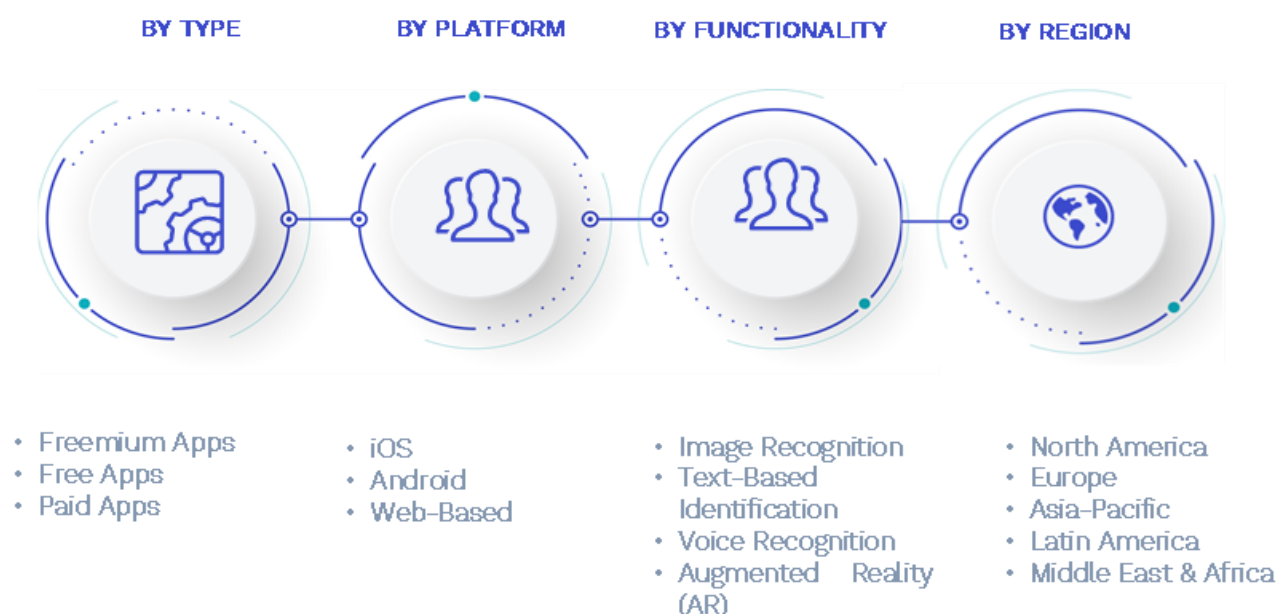 BY TYPE
BY PLATFORM
BY FUNCTIONALITY
BY REGION
• Freemium Apps
• Free Apps
• Paid Apps
• iOS
• Android
• Web-Based
• Image Recognition
• Text-Based
Identification
• Voice Recognition
• Augmented Reality
(AR)
• North America
• Europe
• Asia-Pacific
• Latin America
• Middle East & Africa